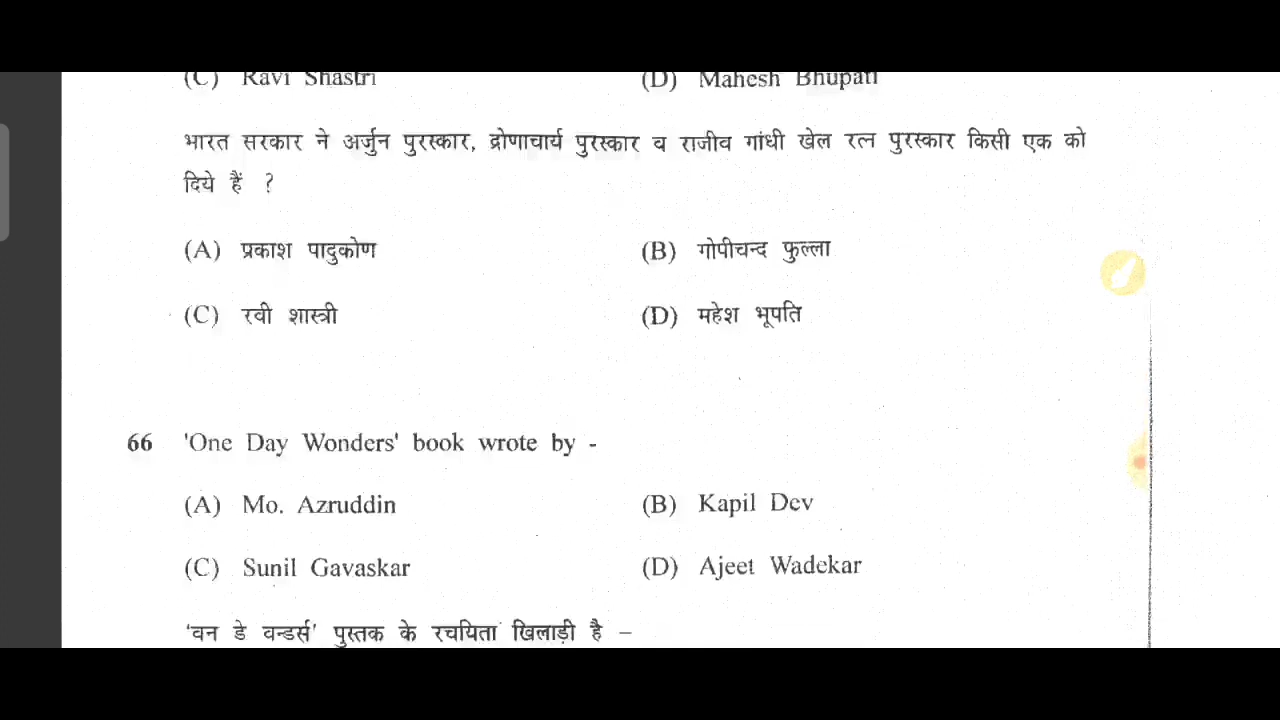 (C) Ravi Shastri (D) Mahesh Bhupati
भारत सरकार ने अर्जुन पुरस्कार, द्रोणाचार्य पुरस्कार व राजीव गांधी खेल रत्न पुरस्कार किसी एक को
दिये हैं ?
(A) प्रकाश पादुकोण (B) गोपीचन्द फुल्ला
(C) रवी शास्त्री (D) महेश भूपति
66 'One Day Wonders' book wrote by -
(A) Mo. Azruddin (B) Kapil Dev
(C) Sunil Gavaskar (D) Ajeet Wadekar
'वन डे वन्डर्स' पुस्तक के रचयिता खिलाड़ी है –